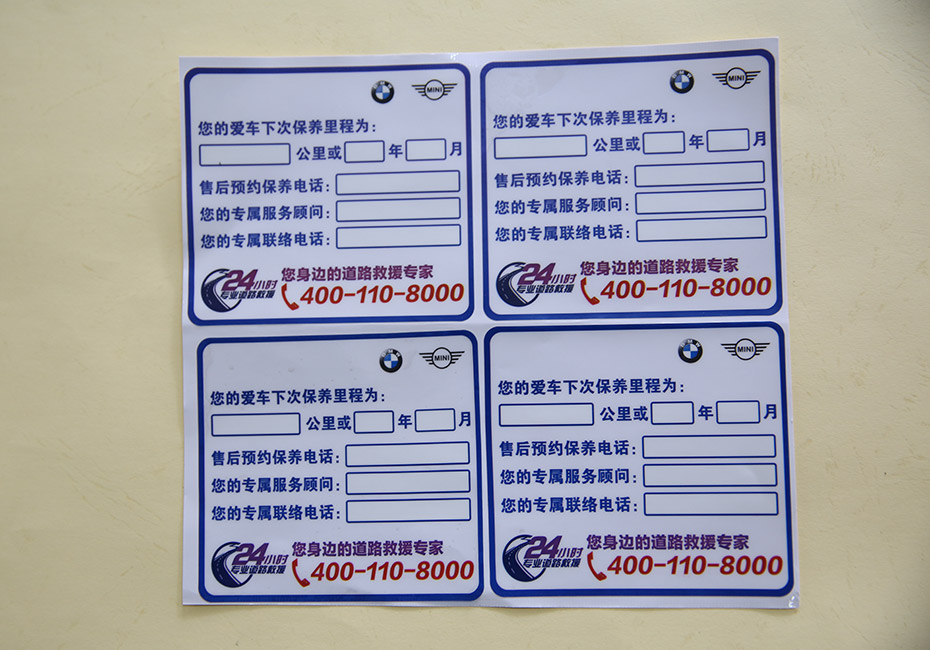 MINI
您的爱车下次保养里程为：
公里或 年 月
售后预约保养电话：
您的专属服务顾问：
您的专属联络电话：
24小时
专业道路救援
您身边的道路救援专家
400-110-8000
MINI
您的爱车下次保养里程为：
公里或 年 月
售后预约保养电话：
您的专属服务顾问：
您的专属联络电话：
24小时
专业道路救援
您身边的道路救援专家
400-110-8000
MINI
您的爱车下次保养里程为：
公里或 年 月
售后预约保养电话：
您的专属服务顾问：
您的专属联络电话：
24小时
专业道路救援
您身边的道路救援专家
400-110-8000
MINI
您的爱车下次保养里程为：
公里或 年 月
售后预约保养电话：
您的专属服务顾问：
您的专属联络电话：
24小时
专业道路救援
您身边的道路救援专家
400-110-8000